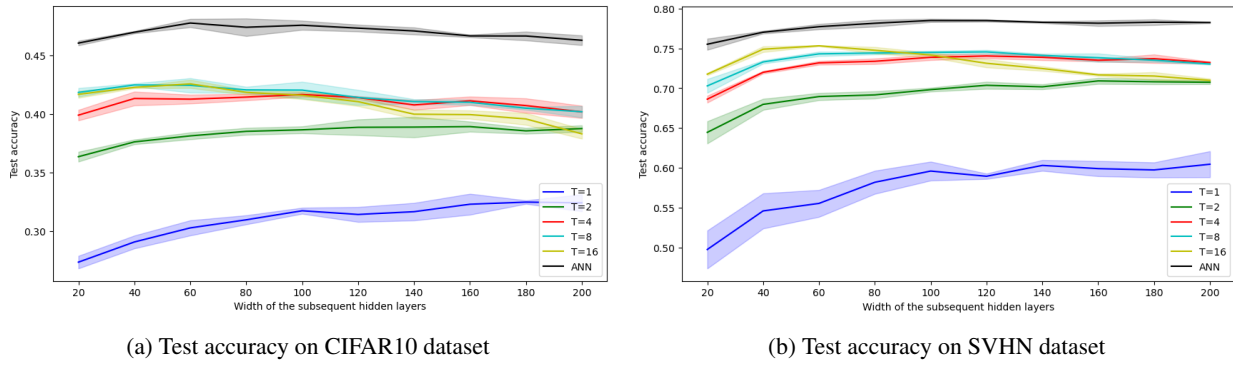 Test accuracy
0.45
0.40
0.35
0.30
20 40 60 80 100 120 140 160 180 200
Width of the subsequent hidden layers
T=1
T=2
T=4
T=8
T=16
ANN
(a) Test accuracy on CIFAR10 dataset
Test accuracy
0.80
0.75
0.70
0.65
0.60
0.55
0.50
20 40 60 80 100 120 140 160 180 200
Width of the subsequent hidden layers
T=1
T=2
T=4
T=8
T=16
ANN
(b) Test accuracy on SVHN dataset